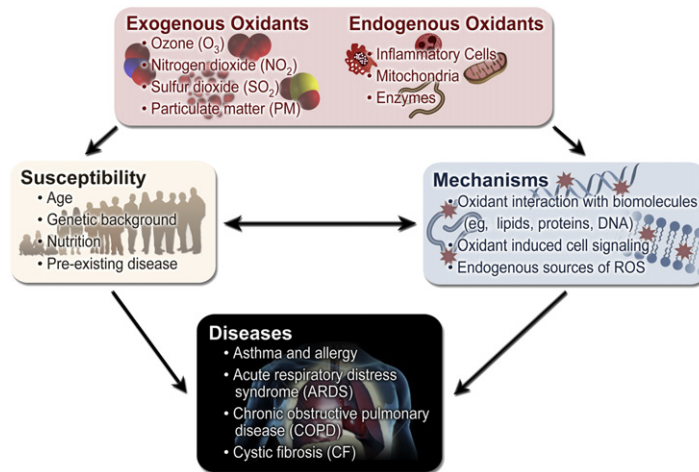 Exogenous Oxidants
• Ozone (O3)
• Nitrogen dioxide (NO2)
• Sulfur dioxide (SO2)
• Particulate matter (PM)
Endogenous Oxidants
• Inflammatory Cells
• Mitochondria
• Enzymes
Susceptibility
• Age
• Genetic background
• Nutrition
• Pre-existing disease
Mechanisms
• Oxidant interaction with biomolecules
(eg, lipids, proteins, DNA)
• Oxidant induced cell signaling
• Endogenous sources of ROS
Diseases
• Asthma and allergy
• Acute respiratory distress
syndrome (ARDS)
• Chronic obstructive pulmonary
disease (COPD)
• Cystic fibrosis (CF)